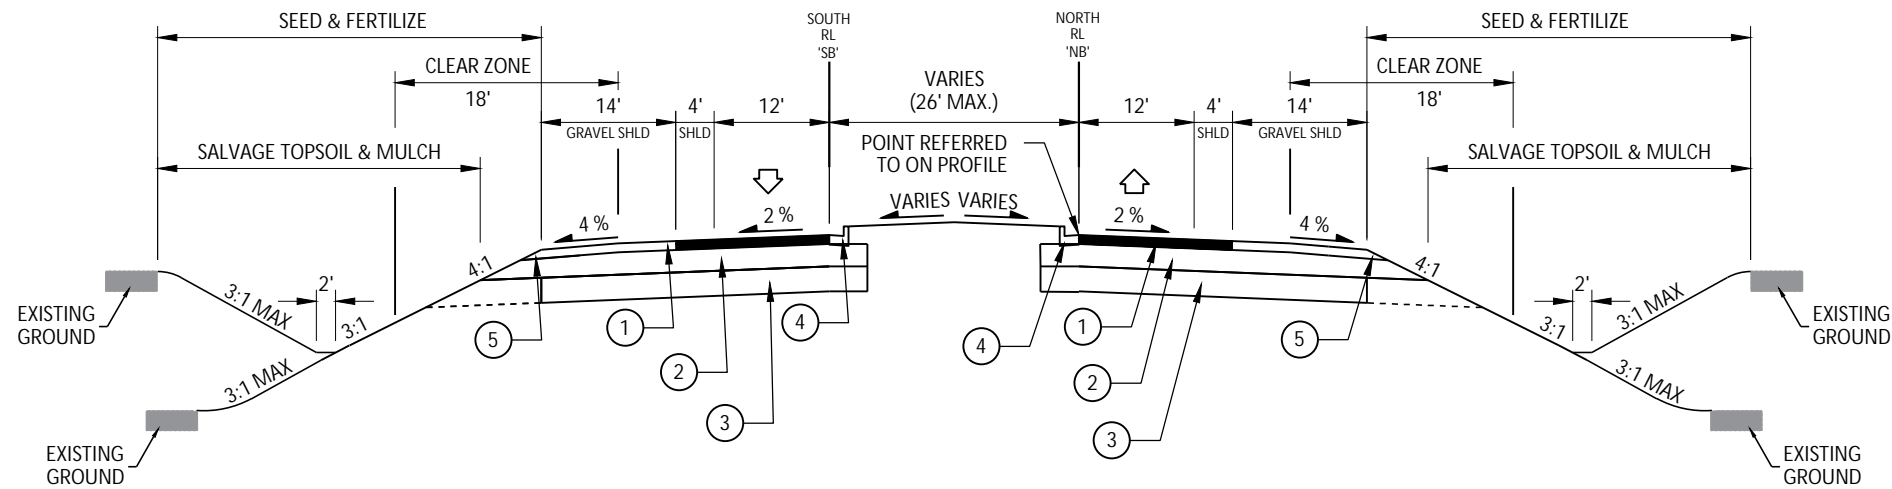 SEED & FERTILIZE
SOUTH
RL
'SB'
NORTH
RL
'NB'
SEED & FERTILIZE
CLEAR ZONE
18'
VARIES
(26' MAX.)
CLEAR ZONE
18'
14'
4'
12'
12'
4'
14'
GRAVEL SHLD
SHLD
SHLD
GRAVEL SHLD
SALVAGE TOPSOIL & MULCH
POINT REFERRED
TO ON PROFILE
SALVAGE TOPSOIL & MULCH
4 %
2 %
VARIES VARIES
2 %
4 %
4:1
4:1
2'
2'
3:1 MAX
3:1
3:1
3:1 MAX
EXISTING
GROUND
EXISTING
GROUND
5
1
4
4
1
5
2
2
3
3
3:1 MAX
3:1 MAX
EXISTING
GROUND
EXISTING
GROUND